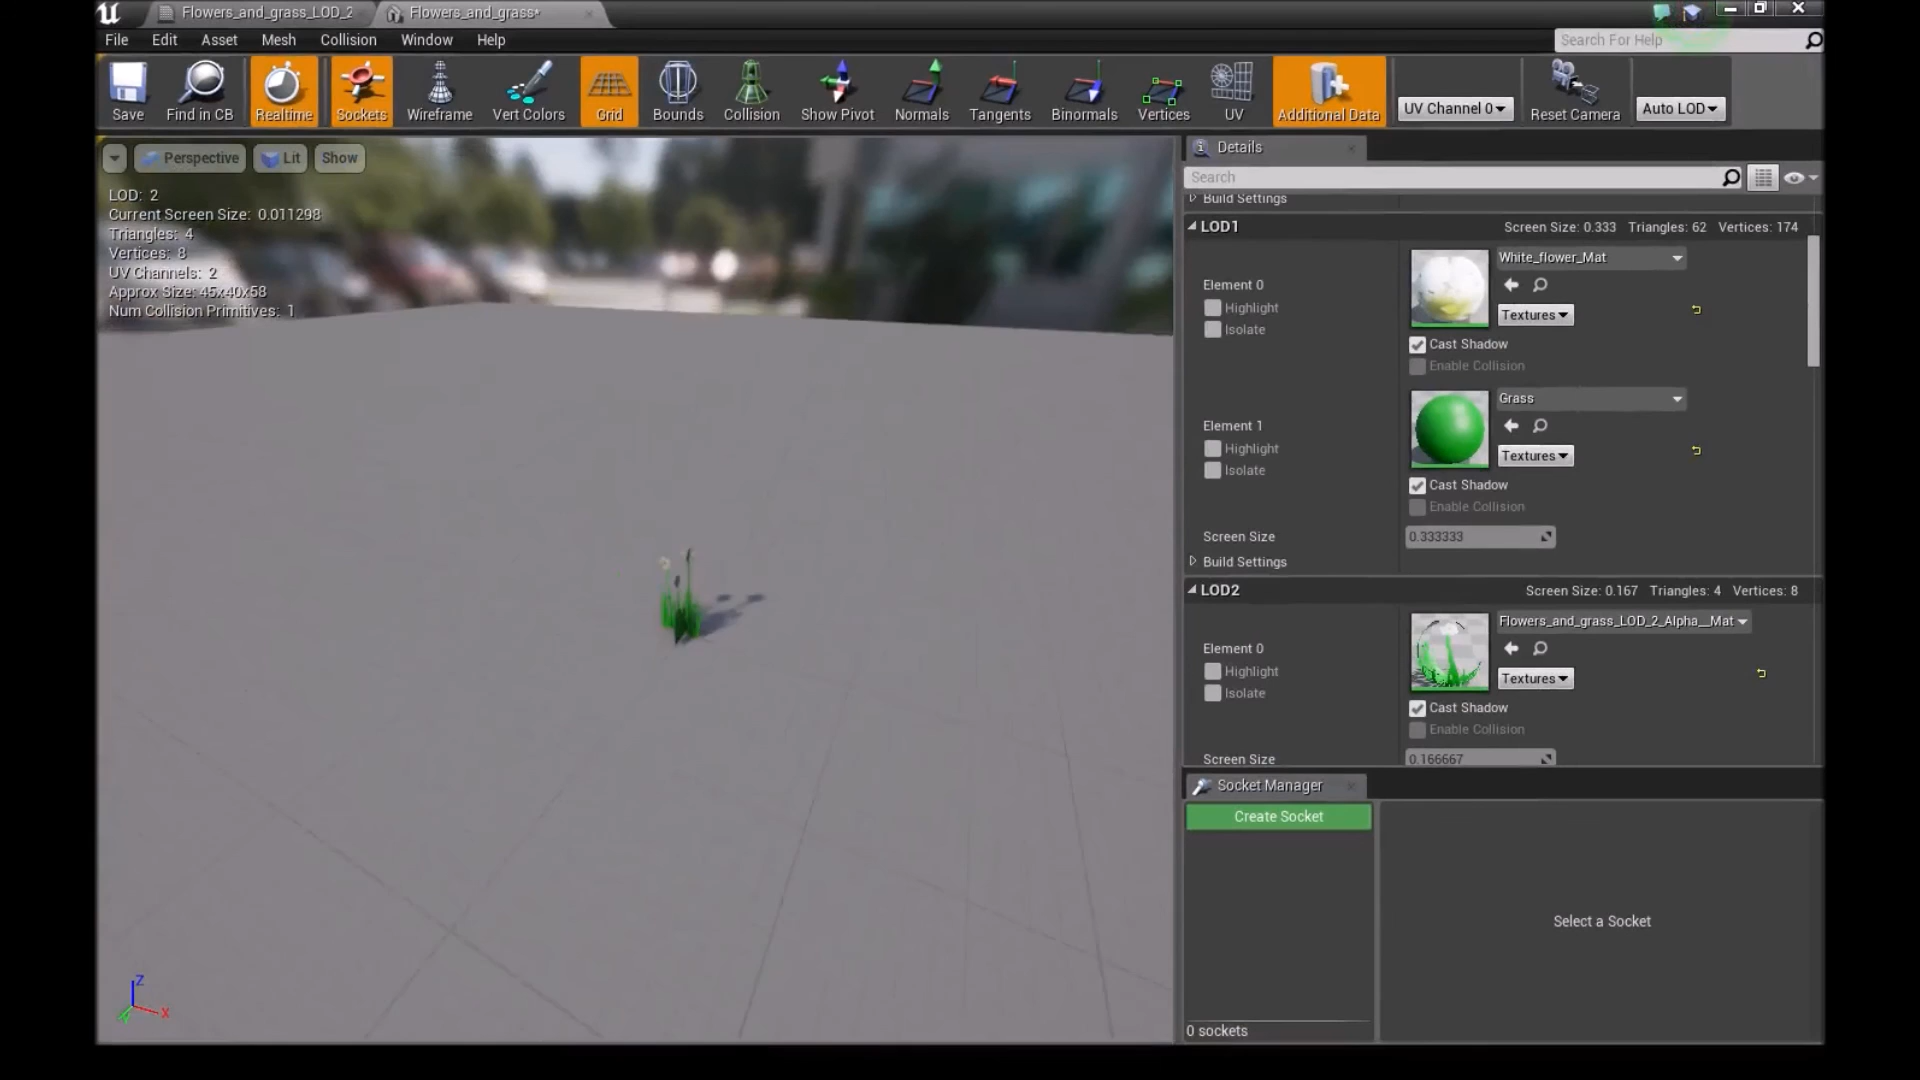 Flowers_and_grass_LOD_2
Flowers_and_grass*
File Edit Asset Mesh Collision Window Help
Search For Help
Save Find in CB Realtime Sockets Wireframe Vert Colors Grid Bounds Collision Show Pivot Normals Tangents Binormals Vertices UV Additional Data UV Channel 0 Reset Camera Auto LOD
Perspective Lit Show
LOD: 2
Current Screen Size: 0.011298
Triangles: 4
Vertices: 8
UV Channels: 2
Approx Size: 45x40x58
Num Collision Primitives: 1
Z
X
Details
Search
Build Settings
LOD1 Screen Size: 0.333 Triangles: 62 Vertices: 174
White_flower_Mat
Element 0
Highlight
Isolate
Textures
Cast Shadow
Enable Collision
Grass
Element 1
Highlight
Isolate
Textures
Cast Shadow
Enable Collision
Screen Size 0.333333
Build Settings
LOD2 Screen Size: 0.167 Triangles: 4 Vertices: 8
Flowers_and_grass_LOD_2_Alpha__Mat
Element 0
Highlight
Isolate
Textures
Cast Shadow
Enable Collision
Screen Size 0.166667
Socket Manager
Create Socket
Select a Socket
0 sockets